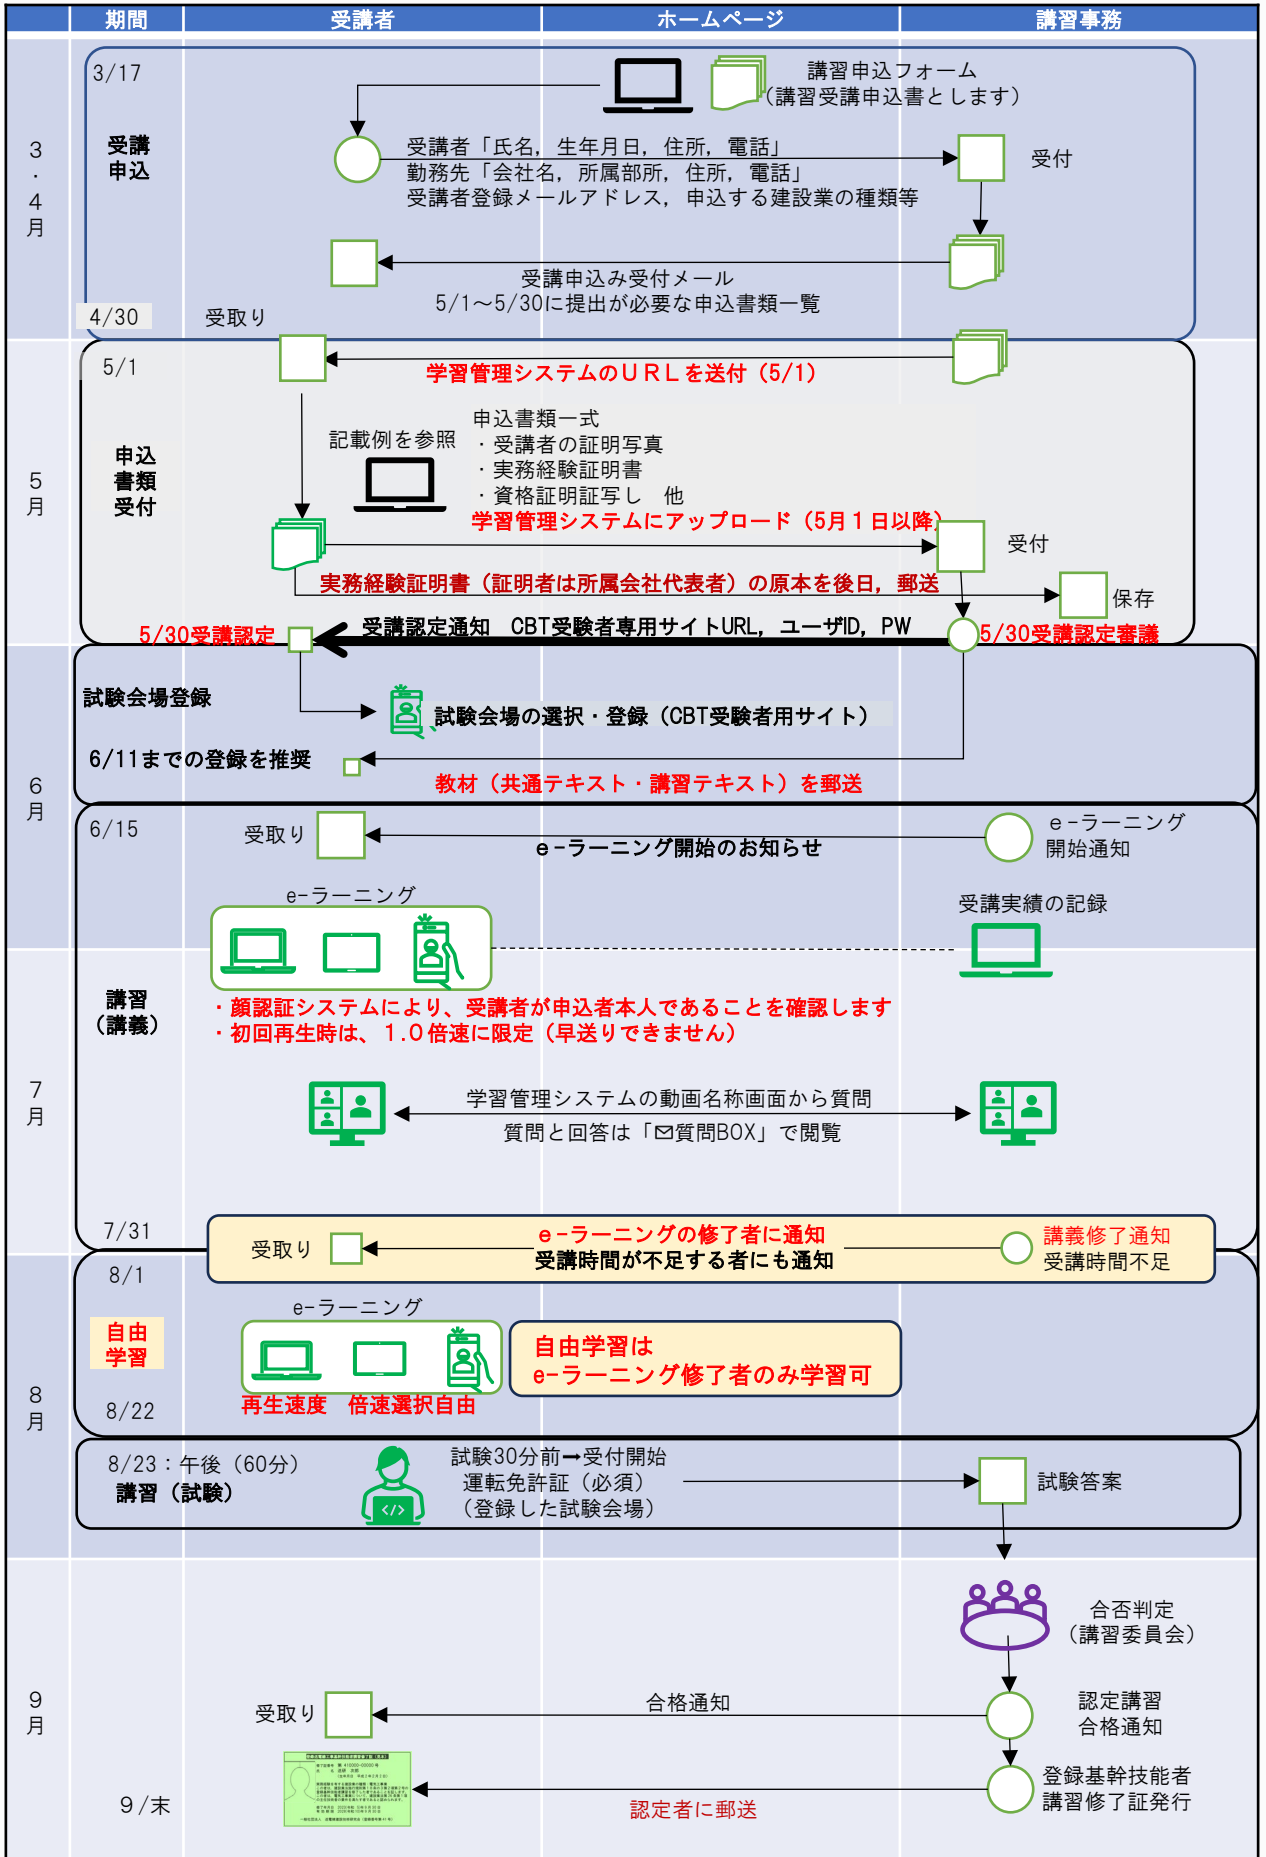 期間
受講者
ホームページ
講習事務
3
・
4
月
3/17
受講
申込
講習申込フォーム
（講習受講申込書とします）
受講者「氏名，生年月日，住所，電話」
勤務先「会社名，所属部所，住所，電話」
受講者登録メールアドレス，申込する建設業の種類等
受付
受講申込み受付メール
5/1～5/30に提出が必要な申込書類一覧
4/30
受取り
5
月
5/1
学習管理システムのＵＲＬを送付（5/1）
申込
書類
受付
記載例を参照
申込書類一式
・受講者の証明写真
・実務経験証明書
・資格証明証写し　他
学習管理システムにアップロード（5月１日以降）
受付
実務経験証明書（証明者は所属会社代表者）の原本を後日，郵送
保存
5/30受講認定
受講認定通知　CBT受験者専用サイトURL，ユーザID，PW
5/30受講認定審議
6
月
試験会場登録
試験会場の選択・登録（CBT受験者用サイト）
6/11までの登録を推奨
教材（共通テキスト・講習テキスト）を郵送
6/15
受取り
ｅ-ラーニング開始のお知らせ
ｅ-ラーニング
開始通知
e-ラーニング
受講実績の記録
7
月
講習
（講義）
・顔認証システムにより、受講者が申込者本人であることを確認します
・初回再生時は、１.０倍速に限定（早送りできません）
学習管理システムの動画名称画面から質問
質問と回答は「✉質問BOX」で閲覧
7/31
受取り
ｅ-ラーニングの修了者に通知
受講時間が不足する者にも通知
講義修了通知
受講時間不足
8
月
8/1
自由
学習
8/22
e-ラーニング
再生速度　倍速選択自由
自由学習は
e-ラーニング修了者のみ学習可
8/23：午後（60分）
講習（試験）
</>
試験30分前➡受付開始
運転免許証（必須）
（登録した試験会場）
試験答案
9
月
合否判定
（講習委員会）
受取り
合格通知
認定講習
合格通知
9/末
認定者に郵送
登録基幹技能者
講習修了証発行